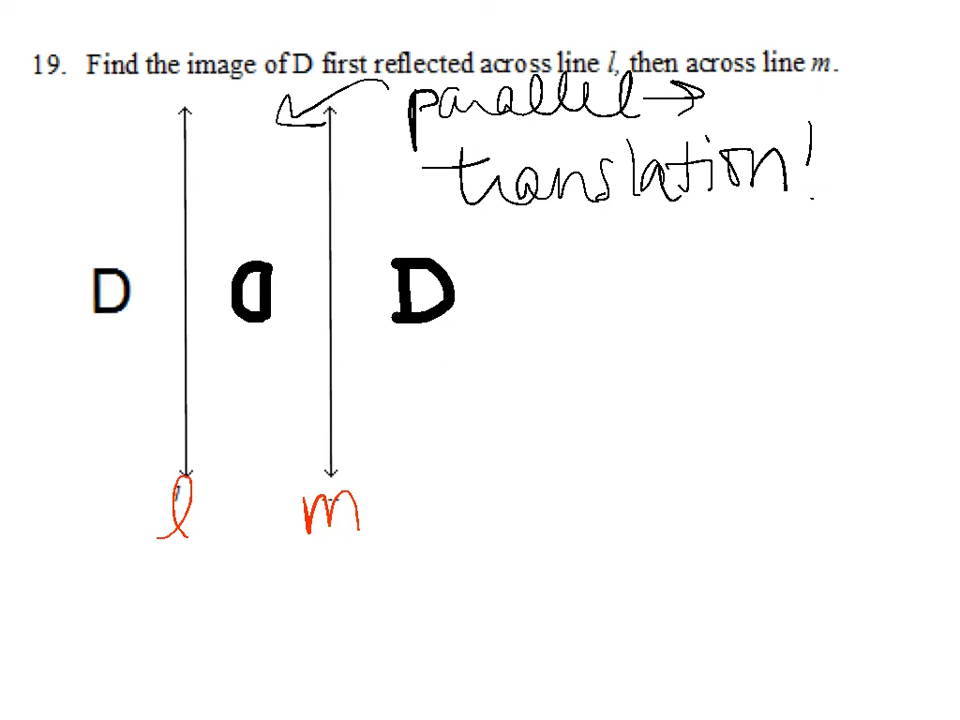 19. Find the image of D first reflected across line l, then across line m.
parallel →
translation!
D D D
l m